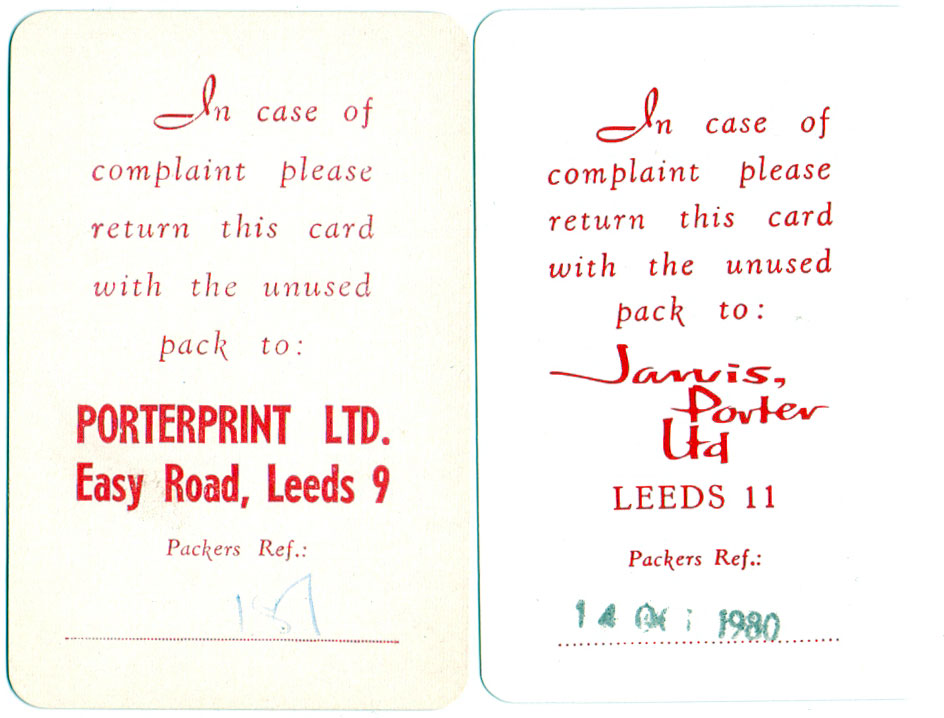 In case of
complaint please
return this card
with the unused
pack to:
PORTERPRINT LTD.
Easy Road, Leeds 9
Packers Ref.:
187
In case of
complaint please
return this card
with the unused
pack to:
Jarvis,
Porter
Ltd
LEEDS 11
Packers Ref.:
14 1980